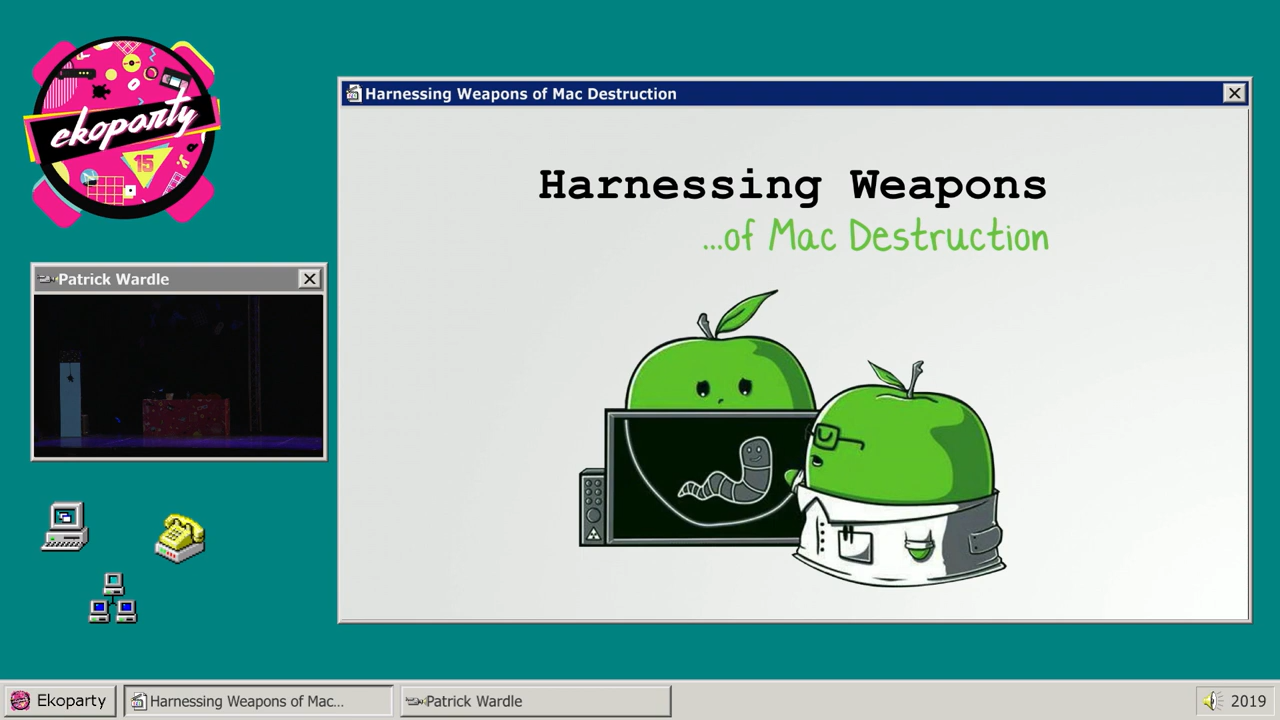 ekoparty
15
Harnessing Weapons of Mac Destruction
Harnessing Weapons
...of Mac Destruction
Patrick Wardle
Ekoparty
Harnessing Weapons of Mac...
Patrick Wardle
2019